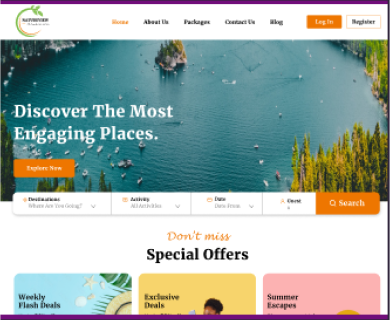 Home About Us Packages Contact Us Blog Log In Register
Discover The Most
Engaging Places.
Explore Now
Destinations Activity Date Guest
Where Are You Going? All Activities Date From
Search
Don't miss
Special Offers
Weekly
Flash Deals
Exclusive
Deals
Summer
Escapes